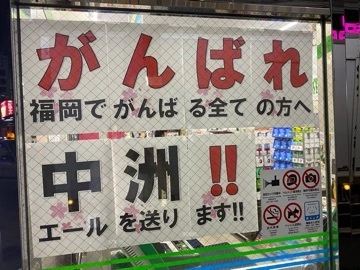 がんばれ
福岡でがんばる全ての方へ
中洲!!
エールを送ります!!